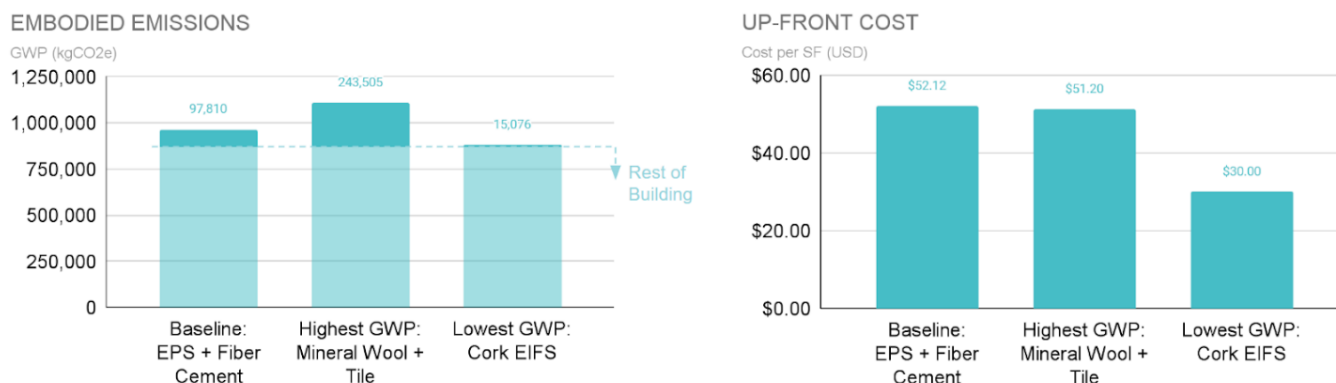 EMBODIED EMISSIONS
GWP (kgCO2e)
1,250,000
1,000,000
750,000
500,000
250,000
0
97,810
243,505
15,076
Rest of
Building
Baseline:
EPS + Fiber
Cement
Highest GWP:
Mineral Wool +
Tile
Lowest GWP:
Cork EIFS
UP-FRONT COST
Cost per SF (USD)
$60.00
$40.00
$20.00
$0.00
$52.12
$51.20
$30.00
Baseline:
EPS + Fiber
Cement
Highest GWP:
Mineral Wool +
Tile
Lowest GWP:
Cork EIFS